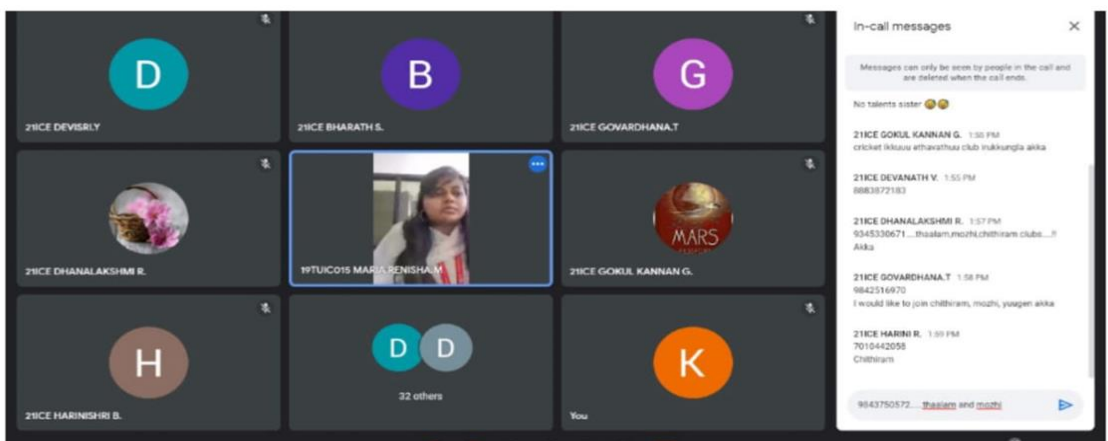 D
21ICE DEVISRI.Y
B
21ICE BHARATH S.
G
21ICE GOVARDHANA.T
21ICE DHANALAKSHMI R.
19TUIC015 MARIA RENISHA.M
MARS
21ICE GOKUL KANNAN G.
H
21ICE HARINISHRI B.
D D
32 others
K
You
In-call messages
Messages can only be seen by people in the call and
are deleted when the call ends.
No talents sister 😂😂
21ICE GOKUL KANNAN G. 1:55 PM
cricket ikkuuu ethavathuu club irukkungla akka
21ICE DEVANATH V. 1:55 PM
8883872183
21ICE DHANALAKSHMI R. 1:57 PM
9345330671....thaalam,mozhi,chithiram clubs....!!
Akka
21ICE GOVARDHANA.T 1:58 PM
9842516970
I would like to join chithiram, mozhi, yuugen akka
21ICE HARINI R. 1:59 PM
7010442058
Chithiram
9843750572.....thaalam and mozhi